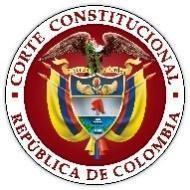 CORTE CONSTITUCIONAL
REPÚBLICA DE COLOMBIA